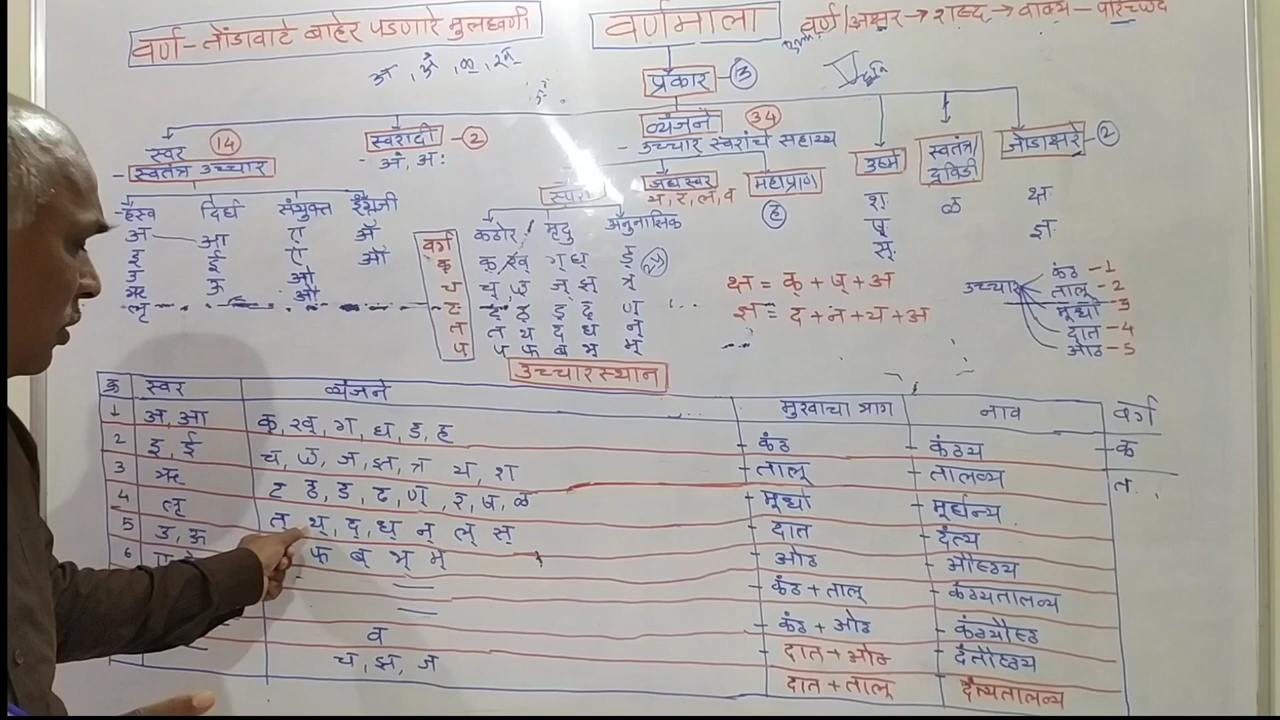 वर्ण - तोंडावाटे बाहेर पडणारे मुलध्वनी
वर्णमाला
वर्ण/अक्षर → शब्द → वाक्य - परिच्छेद
प्रकार - 3
स्वर 14
- स्वतंत्र उच्चार
स्वरादी - 2
- अं, अः
व्यंजने 34
- उच्चार स्वरांचे सहाय्य
उष्मे
स्वतंत्र/
द्रविडी
जोडाक्षरे - 2
स्पर्श
अर्धस्वर
य, र, ल, व
महाप्राण
ह
श
ष
स्
ळ
क्ष
ज्ञ
ह्रस्व दिर्घ संयुक्त इंग्रजी
अ आ ए ॲ
इ ई ऐ ऑ
उ ऊ ओ
ऋ औ
लृ
वर्ग कठोर मृदु अनुनासिक
क् क् ख् ग् घ् ङ्
च च् छ् ज् झ् ञ
ट ट् ठ् ड् ढ् ण्
त त थ द ध न्
प प फ ब भ् म्
क्ष = क् + ष् + अ
ज्ञ = द + न + य + अ
उच्चार
कंठ - 1
तालू - 2
मूर्धा - 3
दात - 4
ओठ - 5
उच्चारस्थान
क्र स्वर व्यंजने मुखाचा भाग नाव वर्ग
1 अ, आ क, ख, ग, घ, ङ, ह - कंठ - कंठ्य - क
2 इ, ई च, छ, ज, झ, ञ य, श - तालू - तालव्य
3 ऋ ट ठ, ड, ढ, ण्, र, ष, ळ - मूर्धा - मूर्धन्य
4 लृ त् थ्, द्, ध् न् ल् स् - दात - दंत्य
5 उ, ऊ फ ब् भ् म् - ओठ - औष्ठ्य
6 - कंठ + तालू - कंठ्यतालव्य
- कंठ + ओठ - कंठ्यौष्ठ
व - दात + ओठ - दंतौष्ठ्य
च, झ, ज दात + तालू दंत्यतालव्य